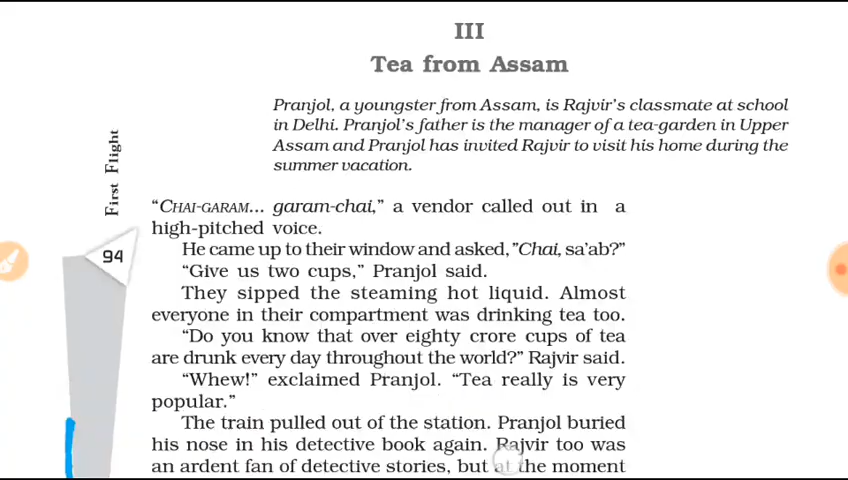 III
Tea from Assam
Pranjol, a youngster from Assam, is Rajvir's classmate at school
in Delhi. Pranjol's father is the manager of a tea-garden in Upper
Assam and Pranjol has invited Rajvir to visit his home during the
summer vacation.
First Flight
94
“CHAI-GARAM... garam-chai,” a vendor called out in a
high-pitched voice.
He came up to their window and asked, ”Chai, sa'ab?”
“Give us two cups,” Pranjol said.
They sipped the steaming hot liquid. Almost
everyone in their compartment was drinking tea too.
“Do you know that over eighty crore cups of tea
are drunk every day throughout the world?” Rajvir said.
“Whew!” exclaimed Pranjol. “Tea really is very
popular.”
The train pulled out of the station. Pranjol buried
his nose in his detective book again. Rajvir too was
an ardent fan of detective stories, but at the moment